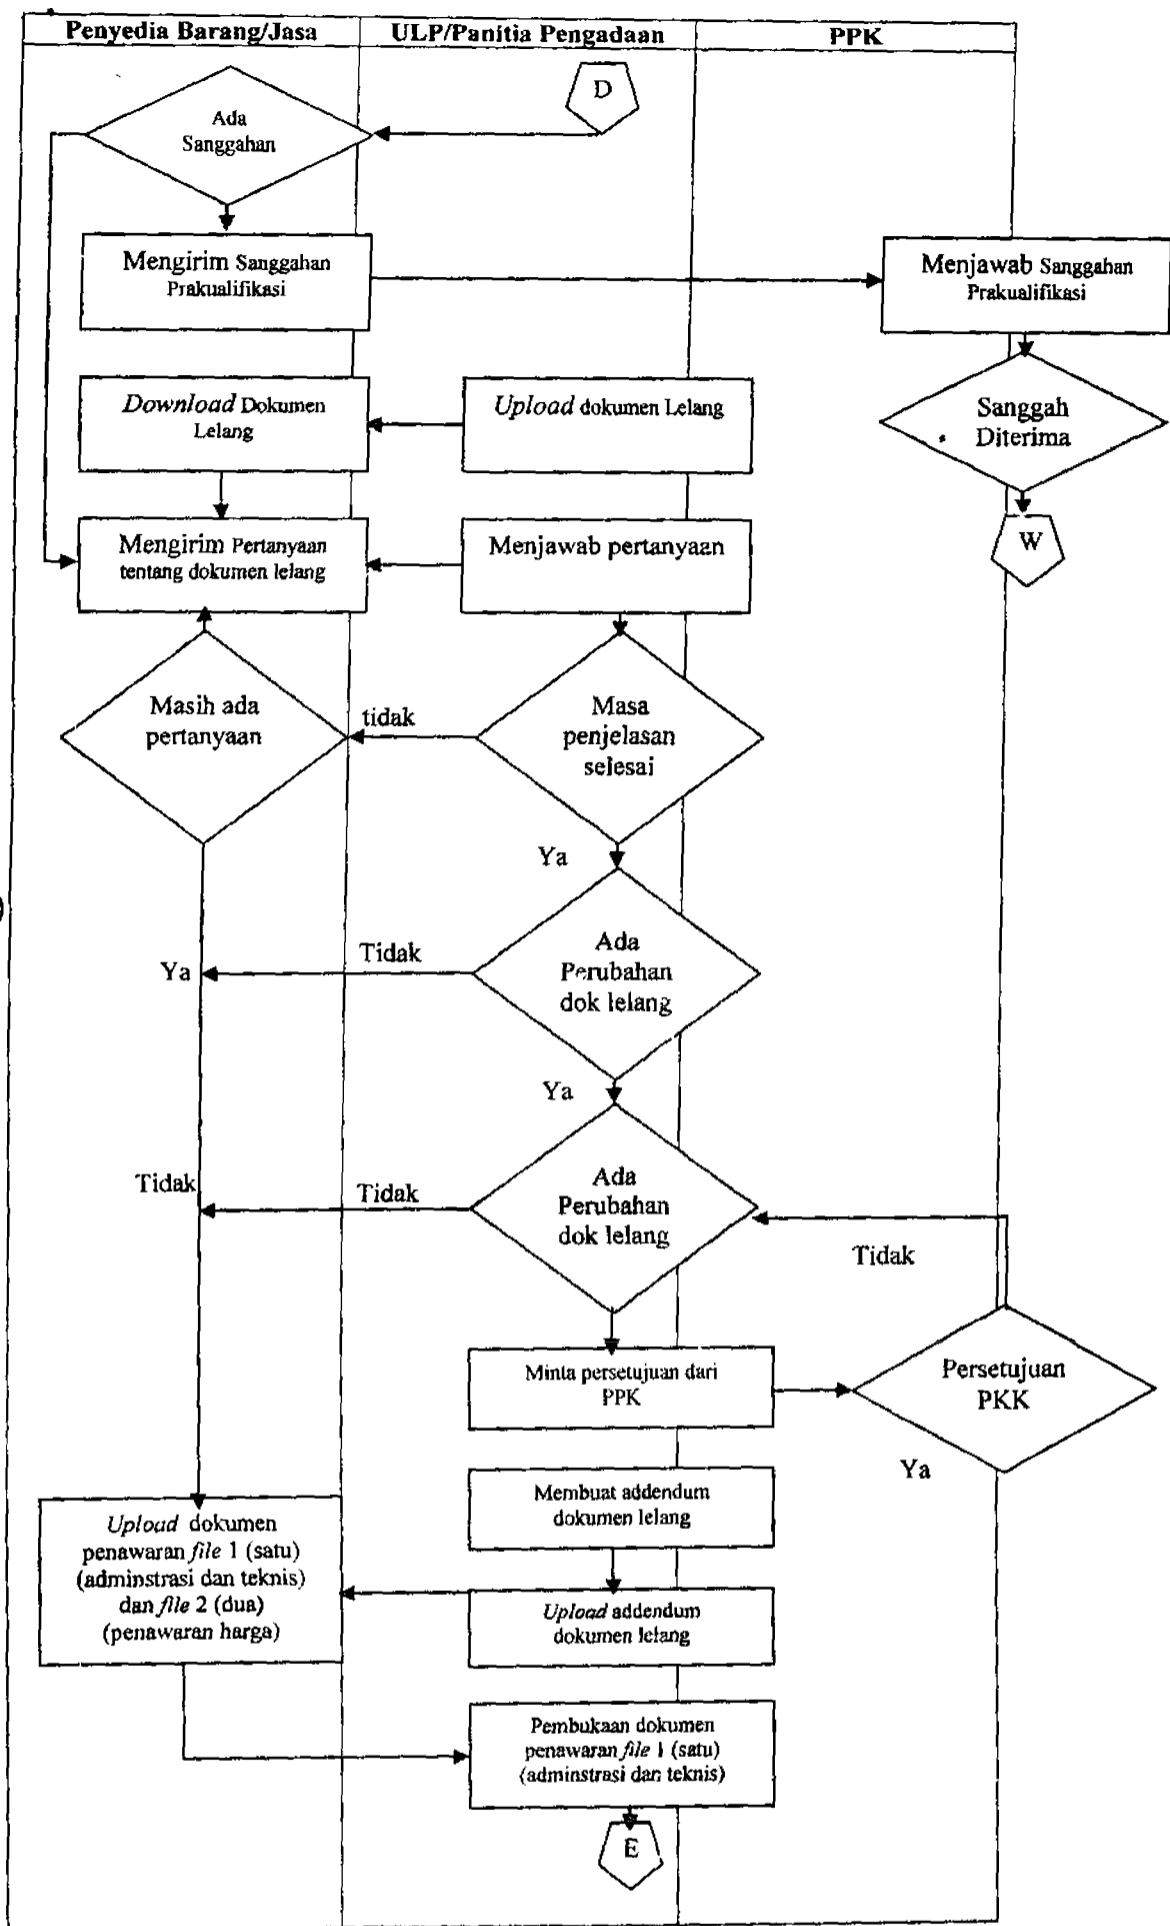 Penyedia Barang/Jasa
ULP/Panitia Pengadaan
PPK
D
Ada
Sanggahan
Mengirim Sanggahan
Prakualifikasi
Menjawab Sanggahan
Prakualifikasi
Download Dokumen
Lelang
Upload dokumen Lelang
Sanggah
Diterima
Mengirim Pertanyaan
tentang dokumen lelang
Menjawab pertanyaan
W
Masih ada
pertanyaan
tidak
Masa
penjelasan
selesai
Ya
Ya
Tidak
Ada
Perubahan
dok lelang
Ya
Tidak
Tidak
Ada
Perubahan
dok lelang
Tidak
Minta persetujuan dari
PPK
Persetujuan
PKK
Ya
Membuat addendum
dokumen lelang
Upload dokumen
penawaran file 1 (satu)
(adminstrasi dan teknis)
dan file 2 (dua)
(penawaran harga)
Upload addendum
dokumen lelang
Pembukaan dokumen
penawaran file 1 (satu)
(adminstrasi dan teknis)
E